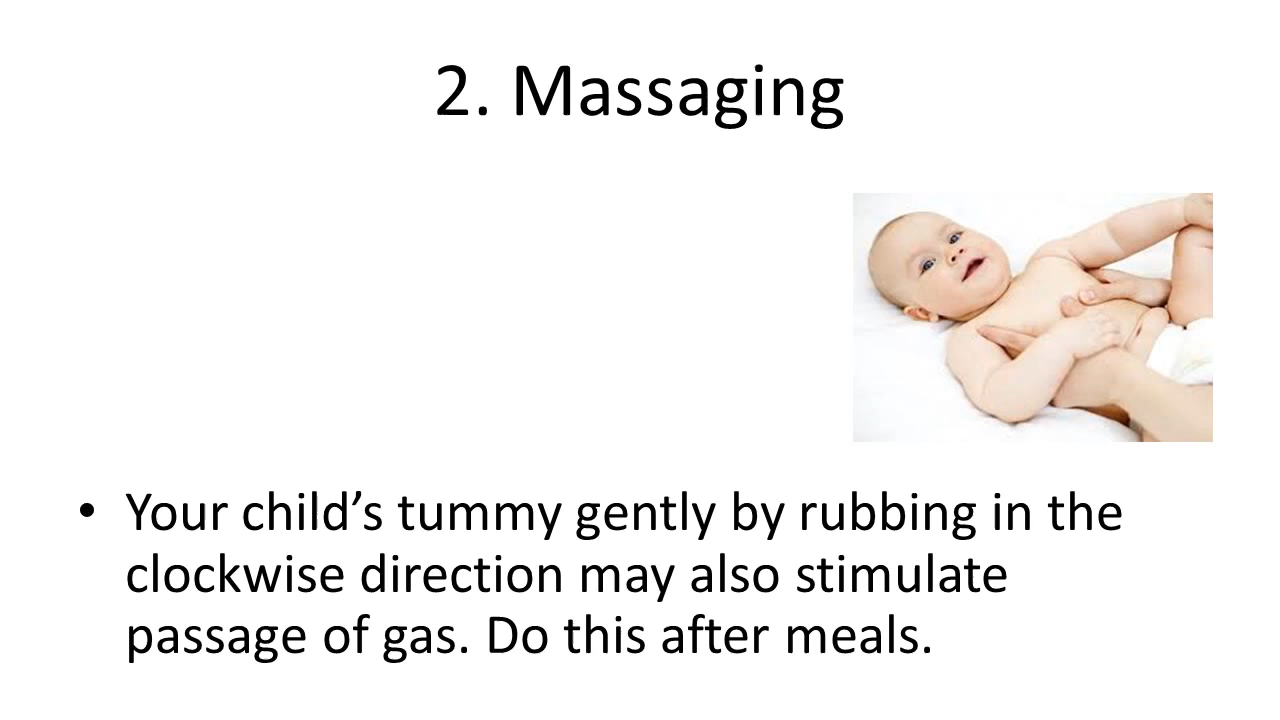 2. Massaging
• Your child’s tummy gently by rubbing in the
clockwise direction may also stimulate
passage of gas. Do this after meals.